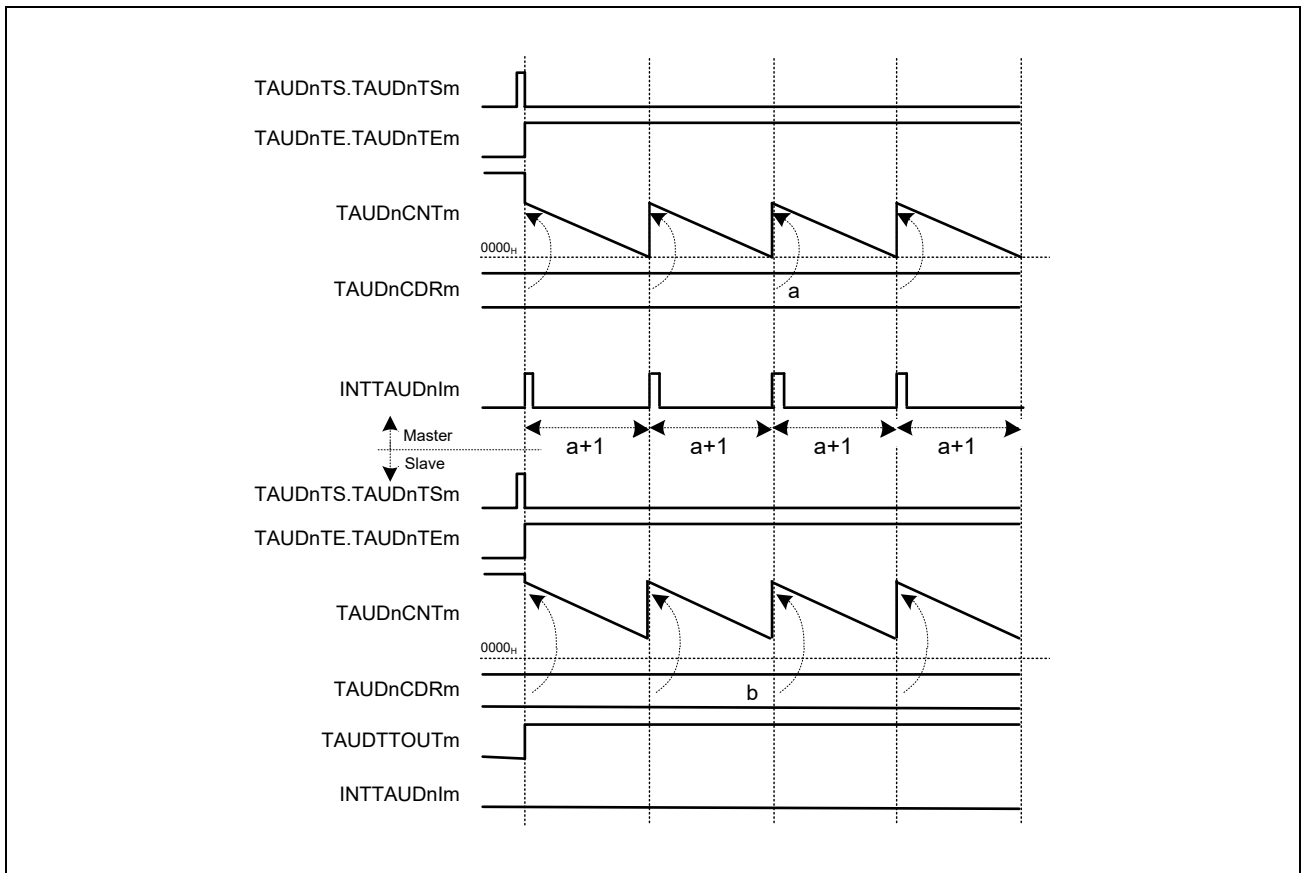 TAUDnTS.TAUDnTSm
TAUDnTE.TAUDnTEm
TAUDnCNTm
0000H
TAUDnCDRm
a
INTTAUDnIm
Master
a+1 a+1 a+1 a+1
Slave
TAUDnTS.TAUDnTSm
TAUDnTE.TAUDnTEm
TAUDnCNTm
0000H
TAUDnCDRm
b
TAUDTTOUTm
INTTAUDnIm